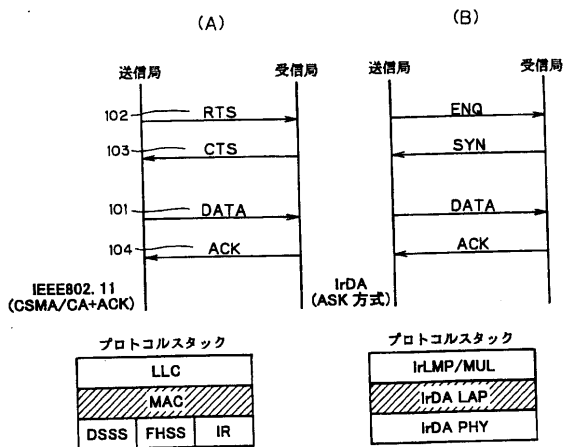 (A)
(B)
送信局
受信局
送信局
受信局
102
RTS
ENQ
103
CTS
SYN
101
DATA
DATA
104
ACK
ACK
IEEE802.11
(CSMA/CA+ACK)
IrDA
(ASK 方式)
プロトコルスタック
プロトコルスタック
LLC
IrLMP/MUL
MAC
IrDA LAP
DSSS
FHSS
IR
IrDA PHY